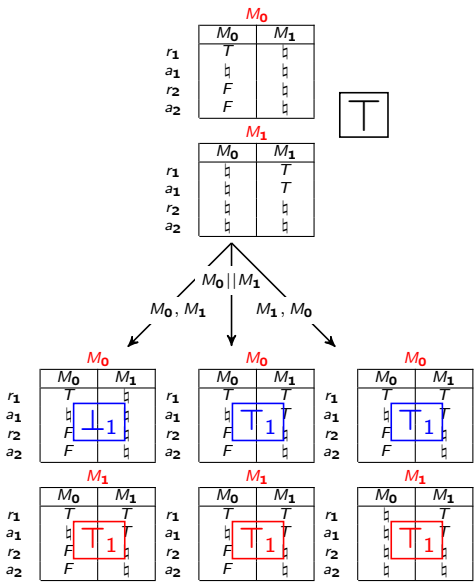 M₀
M₀ M₁
r₁ T ♮
a₁ ♮ ♮
r₂ F ♮
a₂ F ♮
⊤
M₁
M₀ M₁
r₁ ♮ T
a₁ ♮ T
r₂ ♮ ♮
a₂ ♮ ♮
M₀||M₁
M₀, M₁ M₁, M₀
M₀ M₀ M₀
M₀ M₁ M₀ M₁ M₀ M₁
r₁ T ♮ r₁ T T r₁ T T
a₁ ♮ ♮ a₁ ♮ T a₁ ♮ T
⊥₁ ⊤₁ ⊤₁
r₂ F ♮ r₂ F ♮ r₂ F ♮
a₂ F ♮ a₂ F ♮ a₂ F ♮
M₁ M₁ M₁
M₀ M₁ M₀ M₁ M₀ M₁
r₁ T T r₁ T T r₁ ♮ T
a₁ ♮ T a₁ ♮ T a₁ ♮ T
⊤₁ ⊤₁ ⊤₁
r₂ F ♮ r₂ F ♮ r₂ ♮ ♮
a₂ F ♮ a₂ F ♮ a₂ ♮ ♮